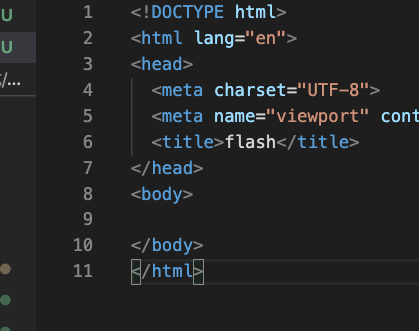 U
1 <!DOCTYPE html>
U
2 <html lang="en">
/...
3 <head>
4 <meta charset="UTF-8">
5 <meta name="viewport" cont
6 <title>flash</title>
7 </head>
8 <body>
9
10 </body>
11 </html>